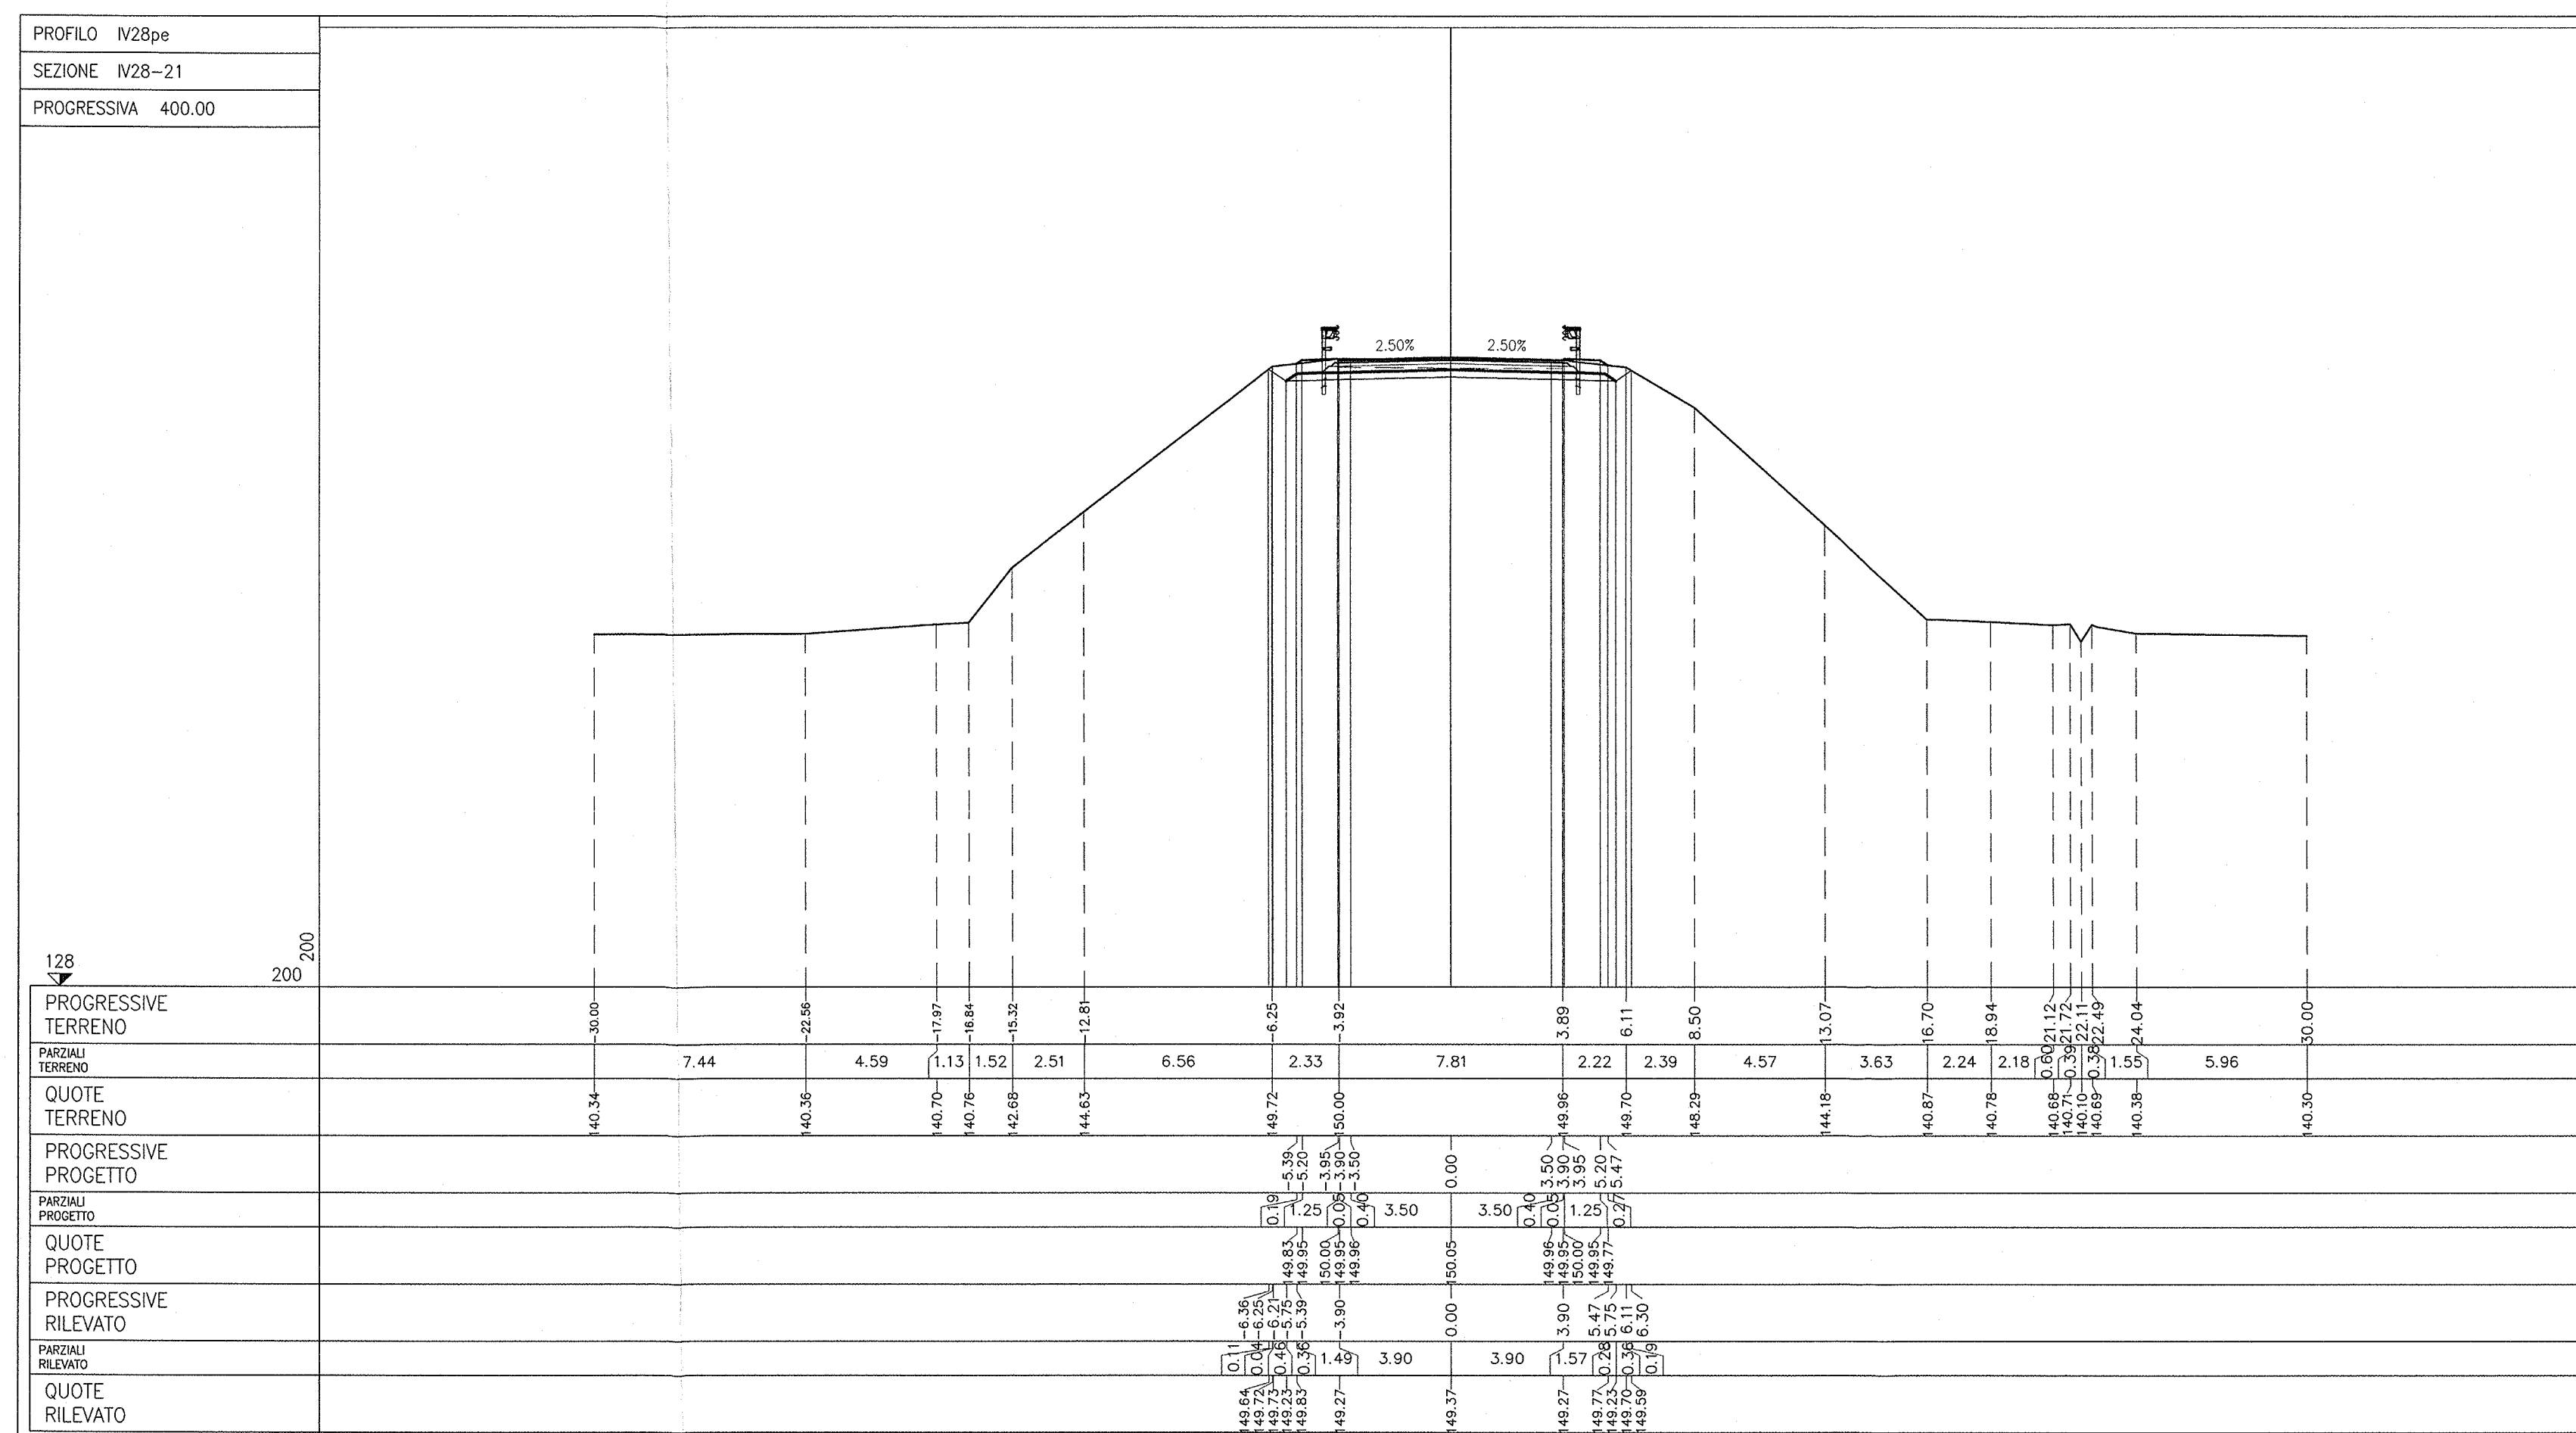 PROFILO IV28pe
SEZIONE IV28-21
PROGRESSIVA 400.00
2.50% 2.50%
200
128
200
PROGRESSIVE TERRENO
-30.00 -22.56 -17.97 -16.84 -15.32 -12.81 -6.25 -3.92 3.89 6.11 8.50 13.07 16.70 18.94 21.12 21.72 22.11 22.49 24.04 30.00
PARZIALI TERRENO
7.44 4.59 1.13 1.52 2.51 6.56 2.33 7.81 2.22 2.39 4.57 3.63 2.24 2.18 0.60 0.39 0.38 1.55 5.96
QUOTE TERRENO
140.34 140.36 140.70 140.76 142.68 144.63 149.72 150.00 149.96 149.70 148.29 144.18 140.87 140.78 140.68 140.71 140.10 140.69 140.38 140.30
PROGRESSIVE PROGETTO
-5.39 -5.20 -3.95 -3.90 -3.50 0.00 3.50 3.90 3.95 5.20 5.47
PARZIALI PROGETTO
0.19 1.25 0.05 0.40 3.50 3.50 0.40 0.05 1.25 0.27
QUOTE PROGETTO
149.83 149.95 150.00 149.95 149.96 150.05 149.96 149.95 150.00 149.95 149.77
PROGRESSIVE RILEVATO
-6.36 -6.25 -6.21 -5.75 -5.39 -3.90 0.00 3.90 5.47 5.75 6.11 6.30
PARZIALI RILEVATO
0.11 0.04 0.46 0.36 1.49 3.90 3.90 1.57 0.28 0.36 0.19
QUOTE RILEVATO
149.64 149.72 149.73 149.23 149.83 149.27 149.37 149.27 149.77 149.23 149.70 149.59